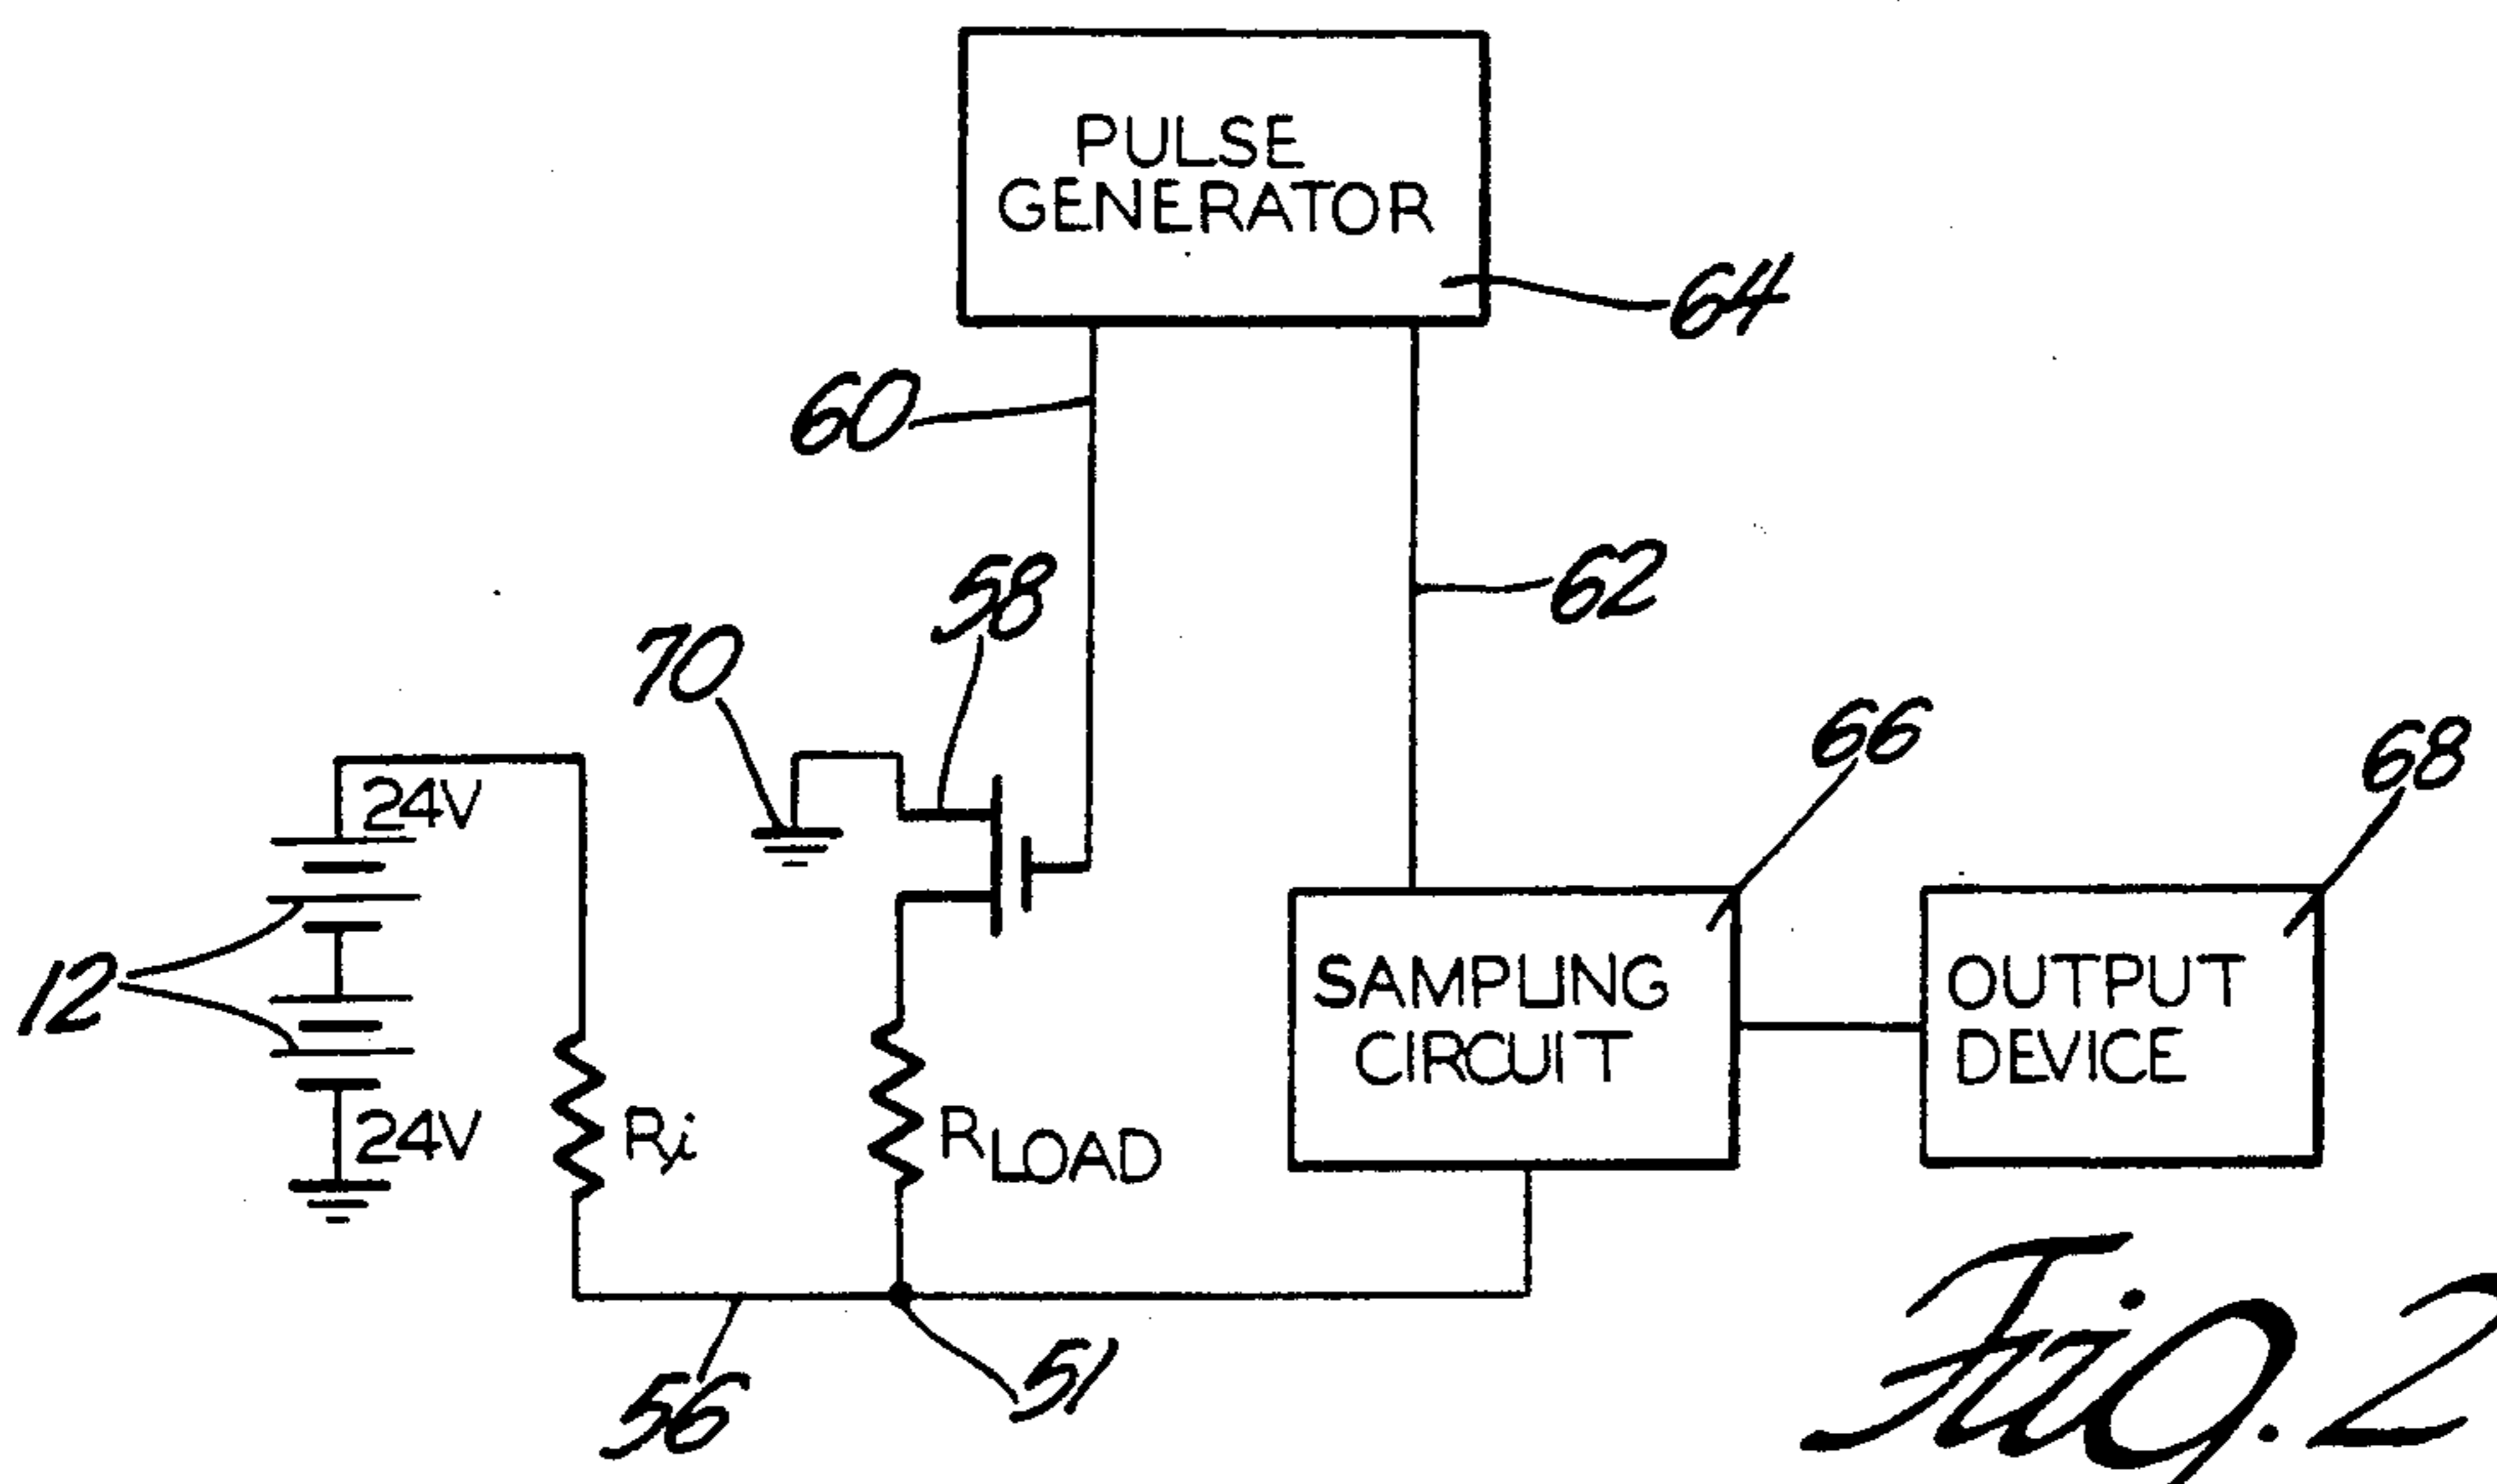 PULSE
GENERATOR
64
60
58
62
70
66
68
24V
12
SAMPLING
CIRCUIT
OUTPUT
DEVICE
24V
Ri
RLOAD
56
51
Fig. 2